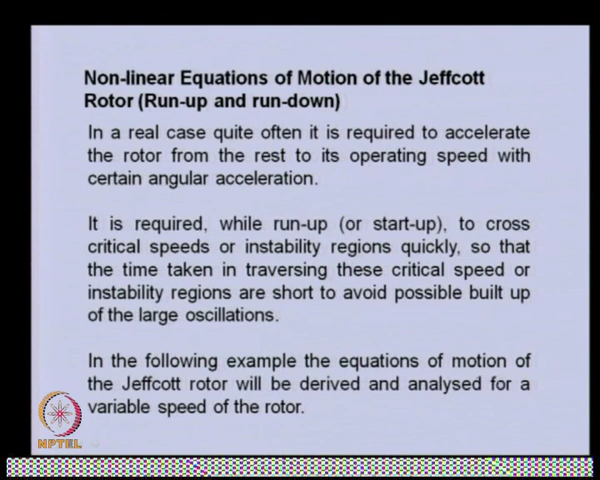 Non-linear Equations of Motion of the Jeffcott
Rotor (Run-up and run-down)
In a real case quite often it is required to accelerate
the rotor from the rest to its operating speed with
certain angular acceleration.
It is required, while run-up (or start-up), to cross
critical speeds or instability regions quickly, so that
the time taken in traversing these critical speed or
instability regions are short to avoid possible built up
of the large oscillations.
In the following example the equations of motion of
the Jeffcott rotor will be derived and analysed for a
variable speed of the rotor.
NPTEL